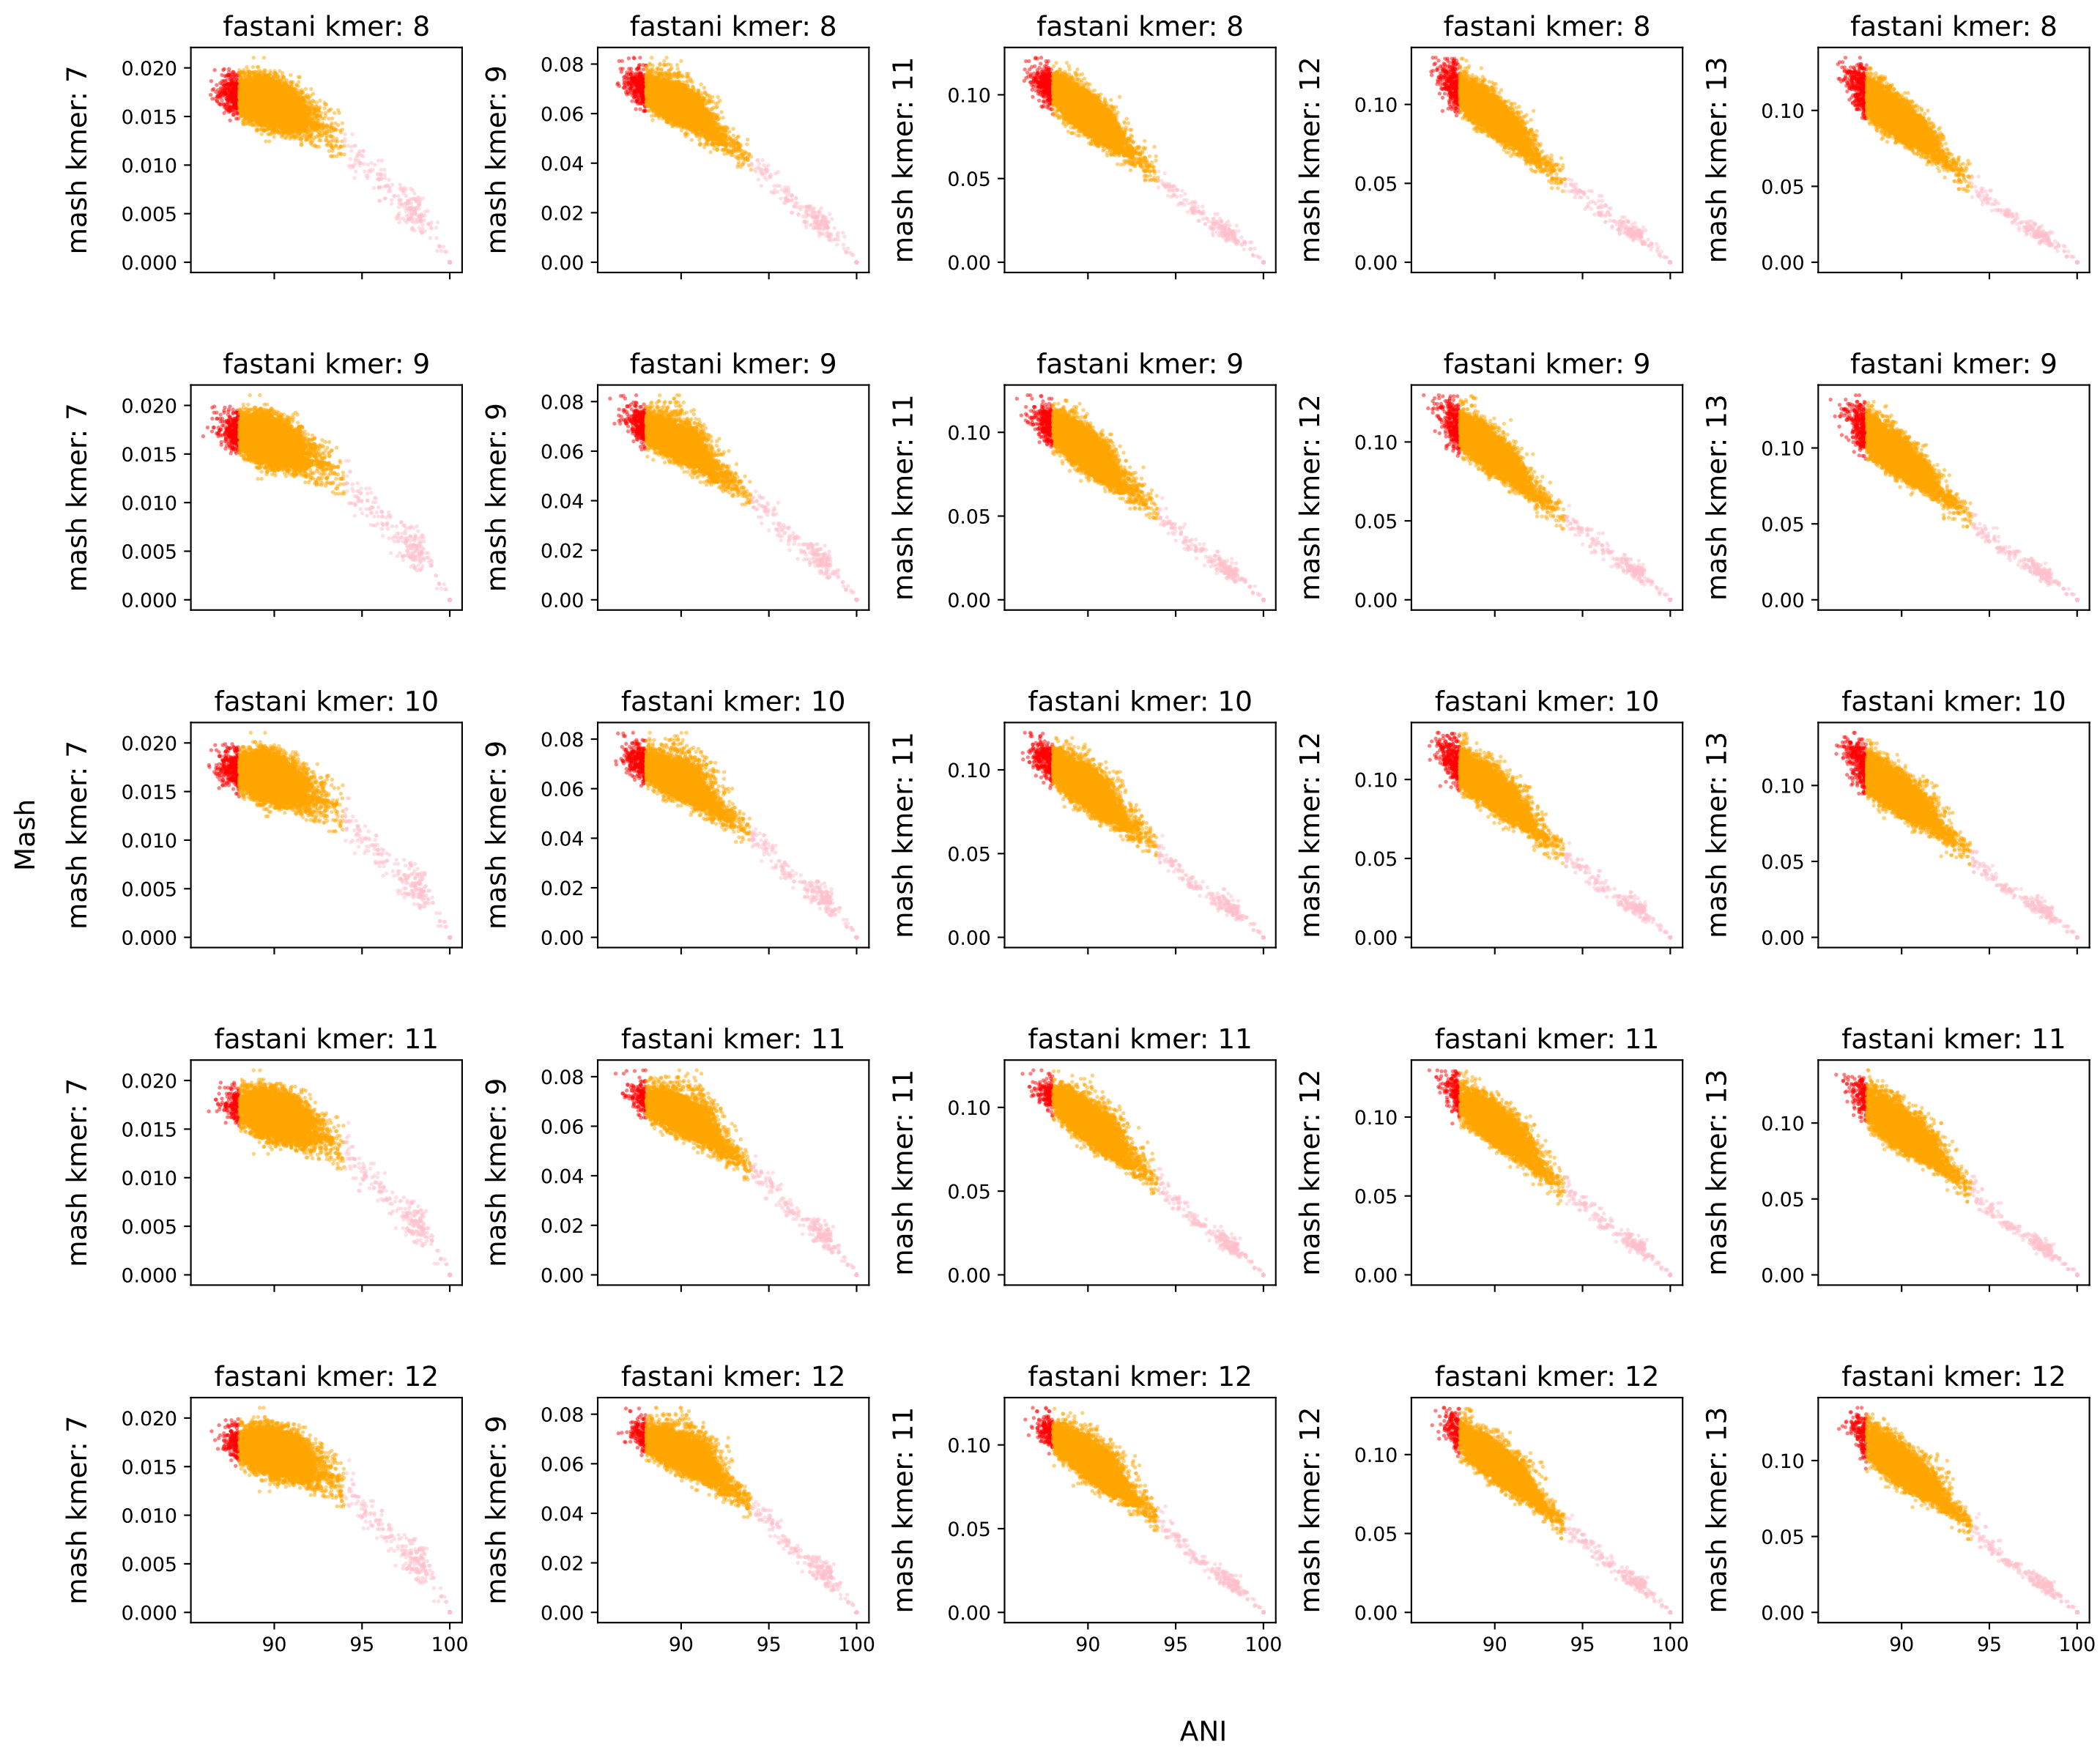 fastani kmer: 8
fastani kmer: 8
fastani kmer: 8
fastani kmer: 8
fastani kmer: 8
mash kmer: 7
0.020
0.015
0.010
0.005
0.000
mash kmer: 9
0.08
0.06
0.04
0.02
0.00
mash kmer: 11
0.10
0.05
0.00
mash kmer: 12
0.10
0.05
0.00
mash kmer: 13
0.10
0.05
0.00
fastani kmer: 9
fastani kmer: 9
fastani kmer: 9
fastani kmer: 9
fastani kmer: 9
mash kmer: 7
0.020
0.015
0.010
0.005
0.000
mash kmer: 9
0.08
0.06
0.04
0.02
0.00
mash kmer: 11
0.10
0.05
0.00
mash kmer: 12
0.10
0.05
0.00
mash kmer: 13
0.10
0.05
0.00
Mash
fastani kmer: 10
fastani kmer: 10
fastani kmer: 10
fastani kmer: 10
fastani kmer: 10
mash kmer: 7
0.020
0.015
0.010
0.005
0.000
mash kmer: 9
0.08
0.06
0.04
0.02
0.00
mash kmer: 11
0.10
0.05
0.00
mash kmer: 12
0.10
0.05
0.00
mash kmer: 13
0.10
0.05
0.00
fastani kmer: 11
fastani kmer: 11
fastani kmer: 11
fastani kmer: 11
fastani kmer: 11
mash kmer: 7
0.020
0.015
0.010
0.005
0.000
mash kmer: 9
0.08
0.06
0.04
0.02
0.00
mash kmer: 11
0.10
0.05
0.00
mash kmer: 12
0.10
0.05
0.00
mash kmer: 13
0.10
0.05
0.00
fastani kmer: 12
fastani kmer: 12
fastani kmer: 12
fastani kmer: 12
fastani kmer: 12
mash kmer: 7
0.020
0.015
0.010
0.005
0.000
mash kmer: 9
0.08
0.06
0.04
0.02
0.00
mash kmer: 11
0.10
0.05
0.00
mash kmer: 12
0.10
0.05
0.00
mash kmer: 13
0.10
0.05
0.00
90 95 100
90 95 100
90 95 100
90 95 100
90 95 100
ANI